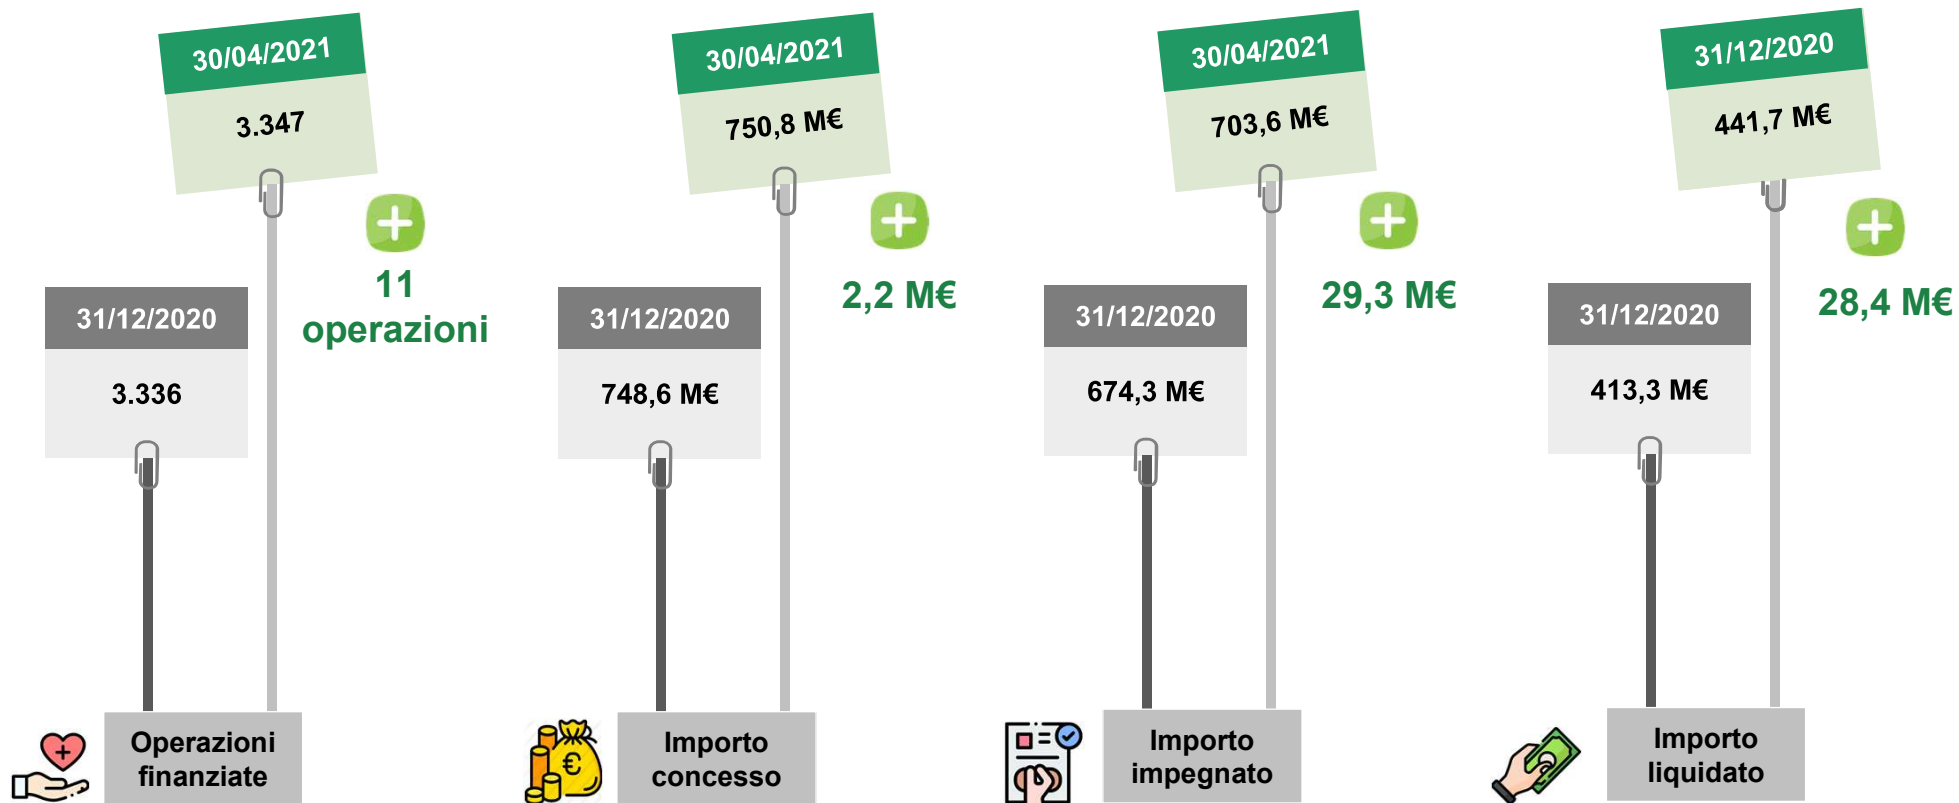 30/04/2021
3.347
11
operazioni
31/12/2020
3.336
Operazioni
finanziate
30/04/2021
750,8 M€
2,2 M€
31/12/2020
748,6 M€
€
Importo
concesso
30/04/2021
703,6 M€
29,3 M€
31/12/2020
674,3 M€
Importo
impegnato
31/12/2020
441,7 M€
28,4 M€
31/12/2020
413,3 M€
Importo
liquidato